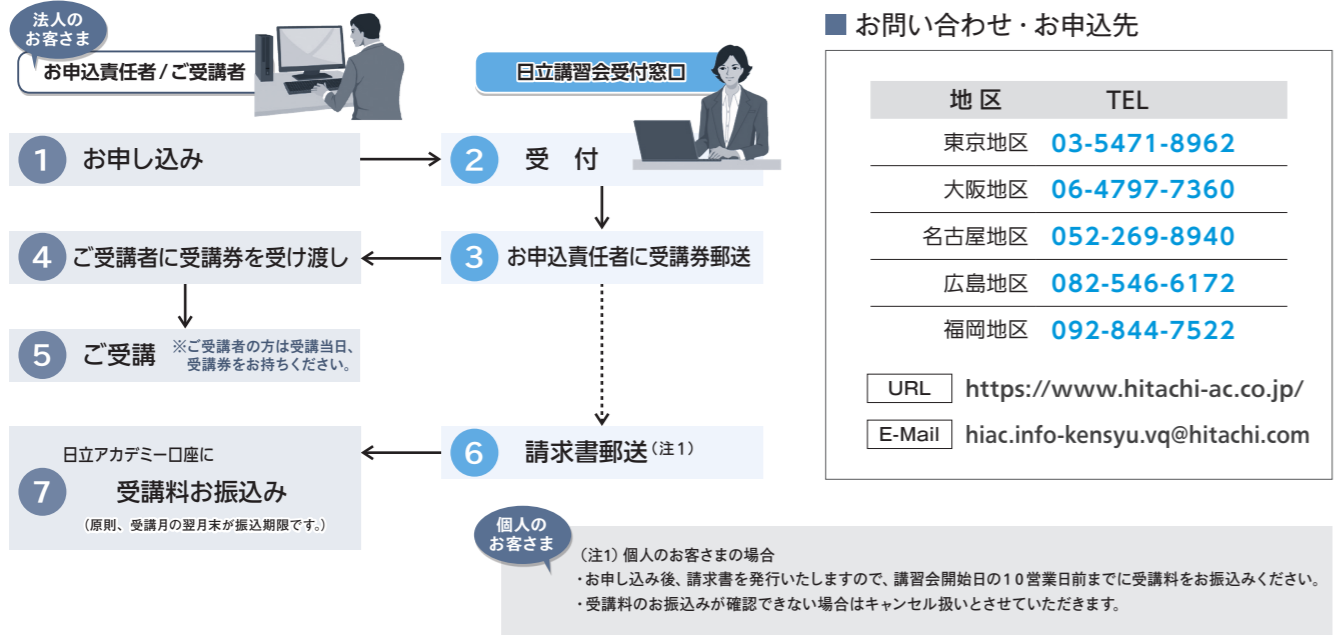 法人の
お客さま
お申込責任者/ご受講者
日立講習会受付窓口
1 お申し込み
2 受 付
3 お申込責任者に受講券郵送
4 ご受講者に受講券を受け渡し
5 ご受講 ※ご受講者の方は受講当日、
受講券をお持ちください。
6 請求書郵送(注1)
日立アカデミー口座に
7 受講料お振込み
(原則、受講月の翌月末が振込期限です。)
■ お問い合わせ・お申込先
地 区 TEL
東京地区 03-5471-8962
大阪地区 06-4797-7360
名古屋地区 052-269-8940
広島地区 082-546-6172
福岡地区 092-844-7522
URL https://www.hitachi-ac.co.jp/
E-Mail hiac.info-kensyu.vq@hitachi.com
個人の
お客さま
(注1) 個人のお客さまの場合
・お申し込み後、請求書を発行いたしますので、講習会開始日の10営業日前までに受講料をお振込みください。
・受講料のお振込みが確認できない場合はキャンセル扱いとさせていただきます。